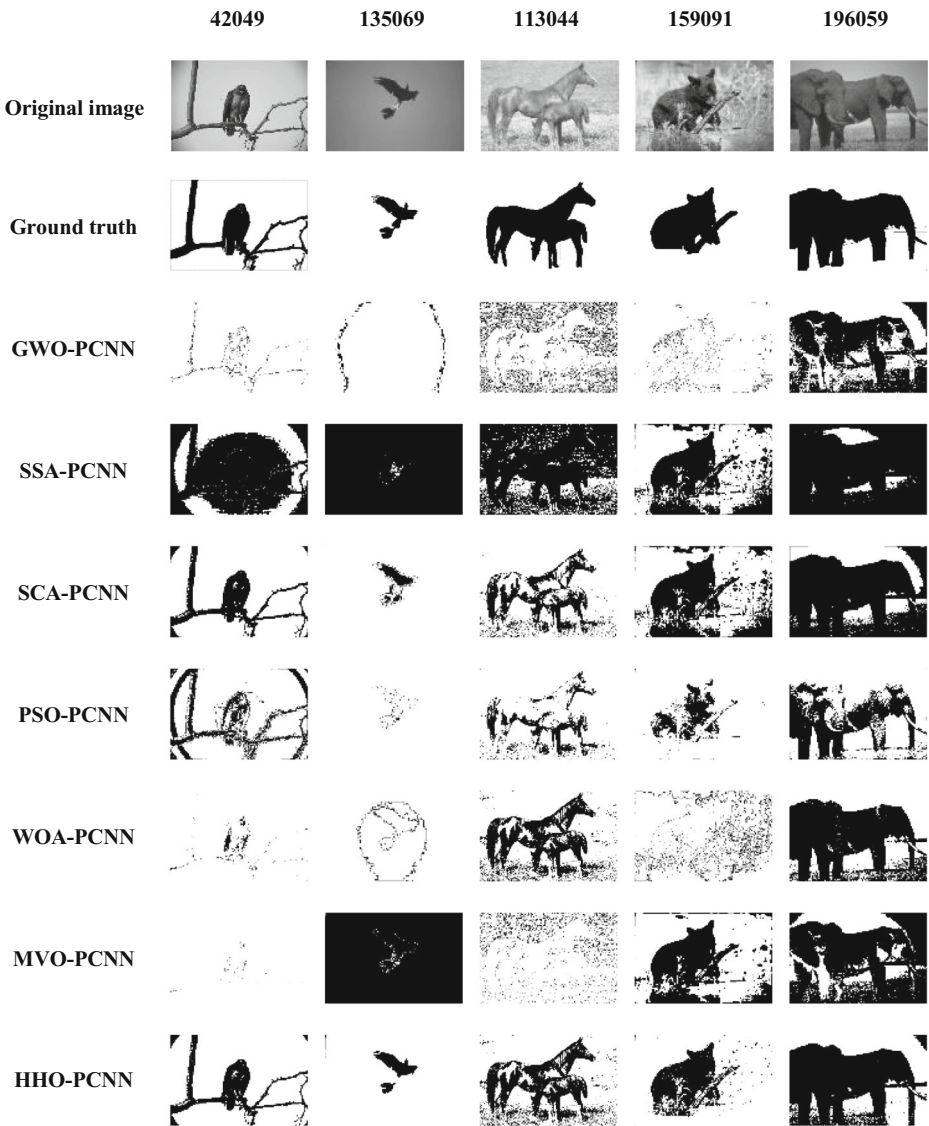 42049 135069 113044 159091 196059
Original image
Ground truth
GWO-PCNN
SSA-PCNN
SCA-PCNN
PSO-PCNN
WOA-PCNN
MVO-PCNN
HHO-PCNN